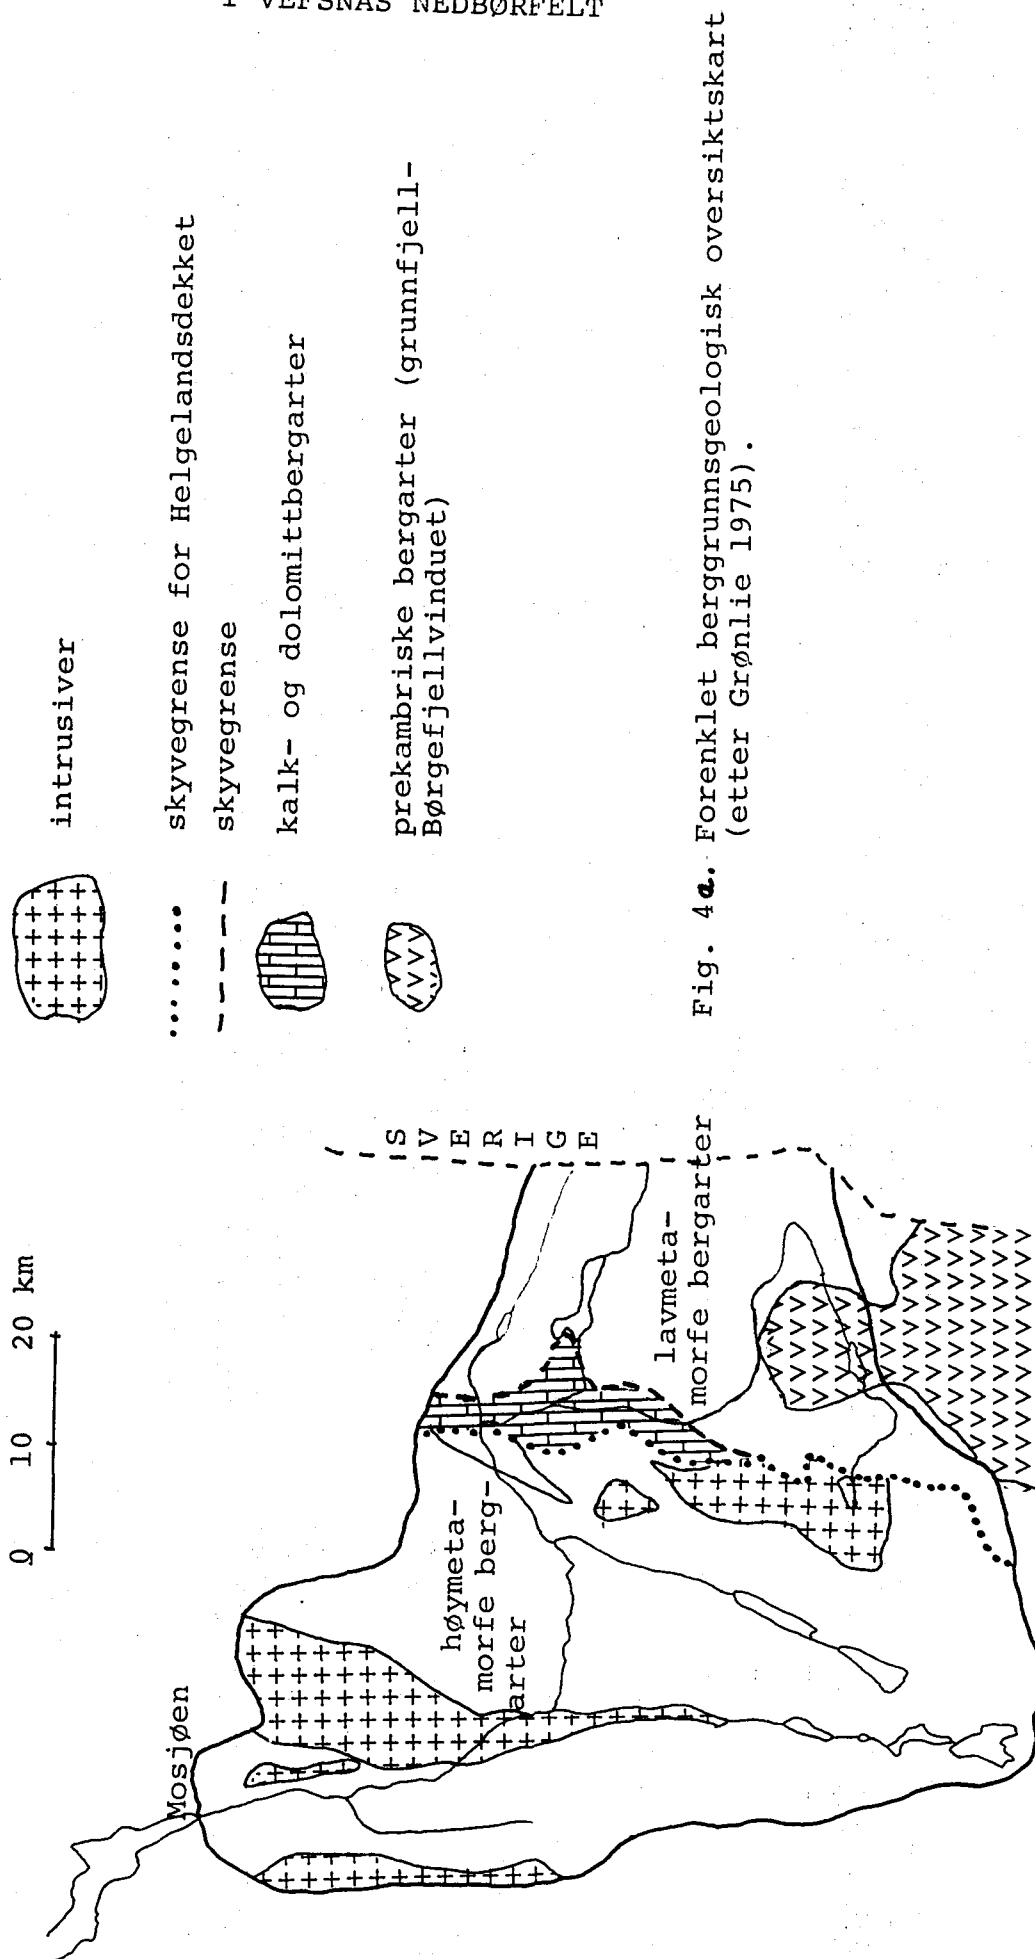 I VEFSNAS NEDBØRFELT
intrusiver
skyvegrense for Helgelandsdekket
skyvegrense
kalk- og dolomittbergarter
prekambriske bergarter (grunnfjell-
Børgefjellvinduet)
Fig. 4a. Forenklet berggrunnsgeologisk oversiktskart
(etter Grønlie 1975).
0 10 20 km
Mosjøen
høymeta-
morfe berg-
arter
SVERIGE
lavmeta-
morfe bergarter